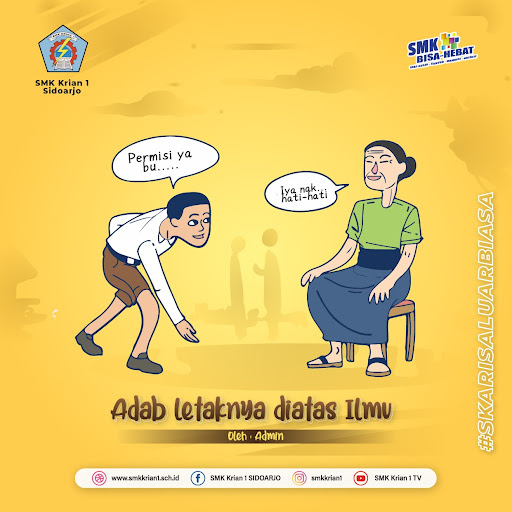 SMK Krian 1
Sidoarjo
SMK
BISA-HEBAT
Permisi ya
bu.....
Iya nak.
hati-hati
#SKARISALUARBIASA
Adab letaknya diatas Ilmu
Oleh : Admin
www.smkkrian1.sch.id
SMK Krian 1 SIDOARJO
smkkrian1
SMK Krian 1 TV